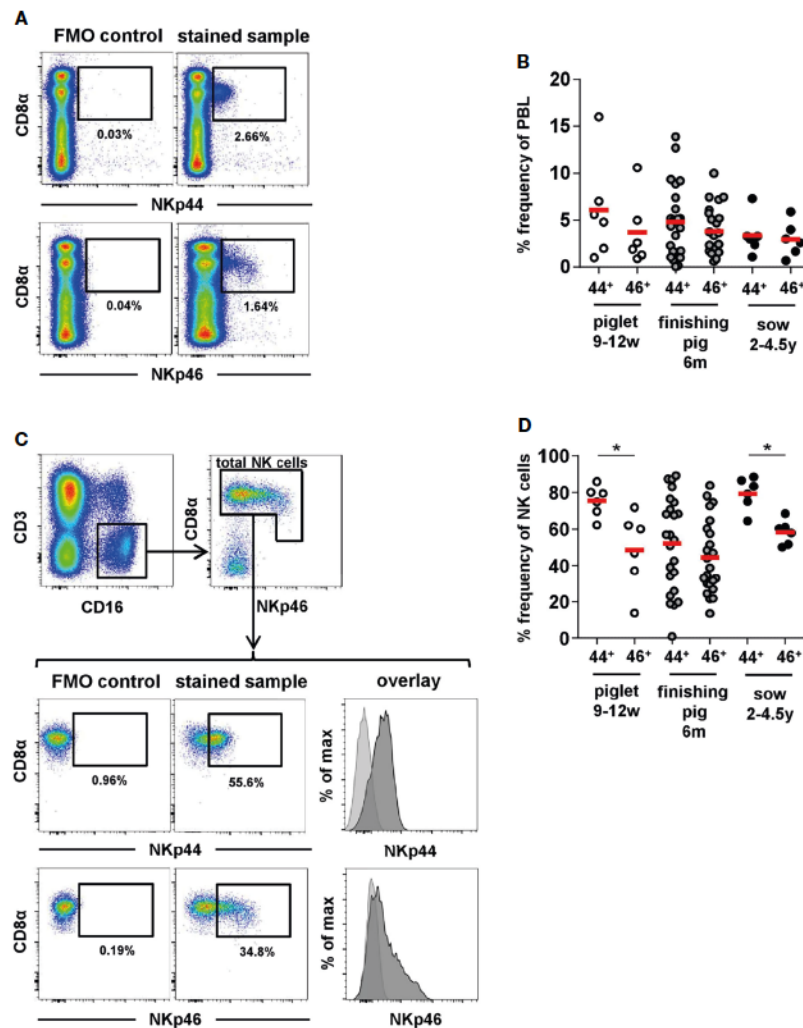 A
FMO control stained sample
CD8α
0.03%
2.66%
NKp44
CD8α
0.04%
1.64%
NKp46
B
% frequency of PBL
20
15
10
5
0
44+ 46+ 44+ 46+ 44+ 46+
piglet finishing sow
9-12w pig 2-4.5y
6m
C
CD3
CD16
total NK cells
CD8α
NKp46
FMO control stained sample overlay
CD8α
0.96%
55.6%
% of max
NKp44 NKp44
CD8α
0.19%
34.8%
% of max
NKp46 NKp46
D
% frequency of NK cells
* *
100
80
60
40
20
0
44+ 46+ 44+ 46+ 44+ 46+
piglet finishing sow
9-12w pig 2-4.5y
6m